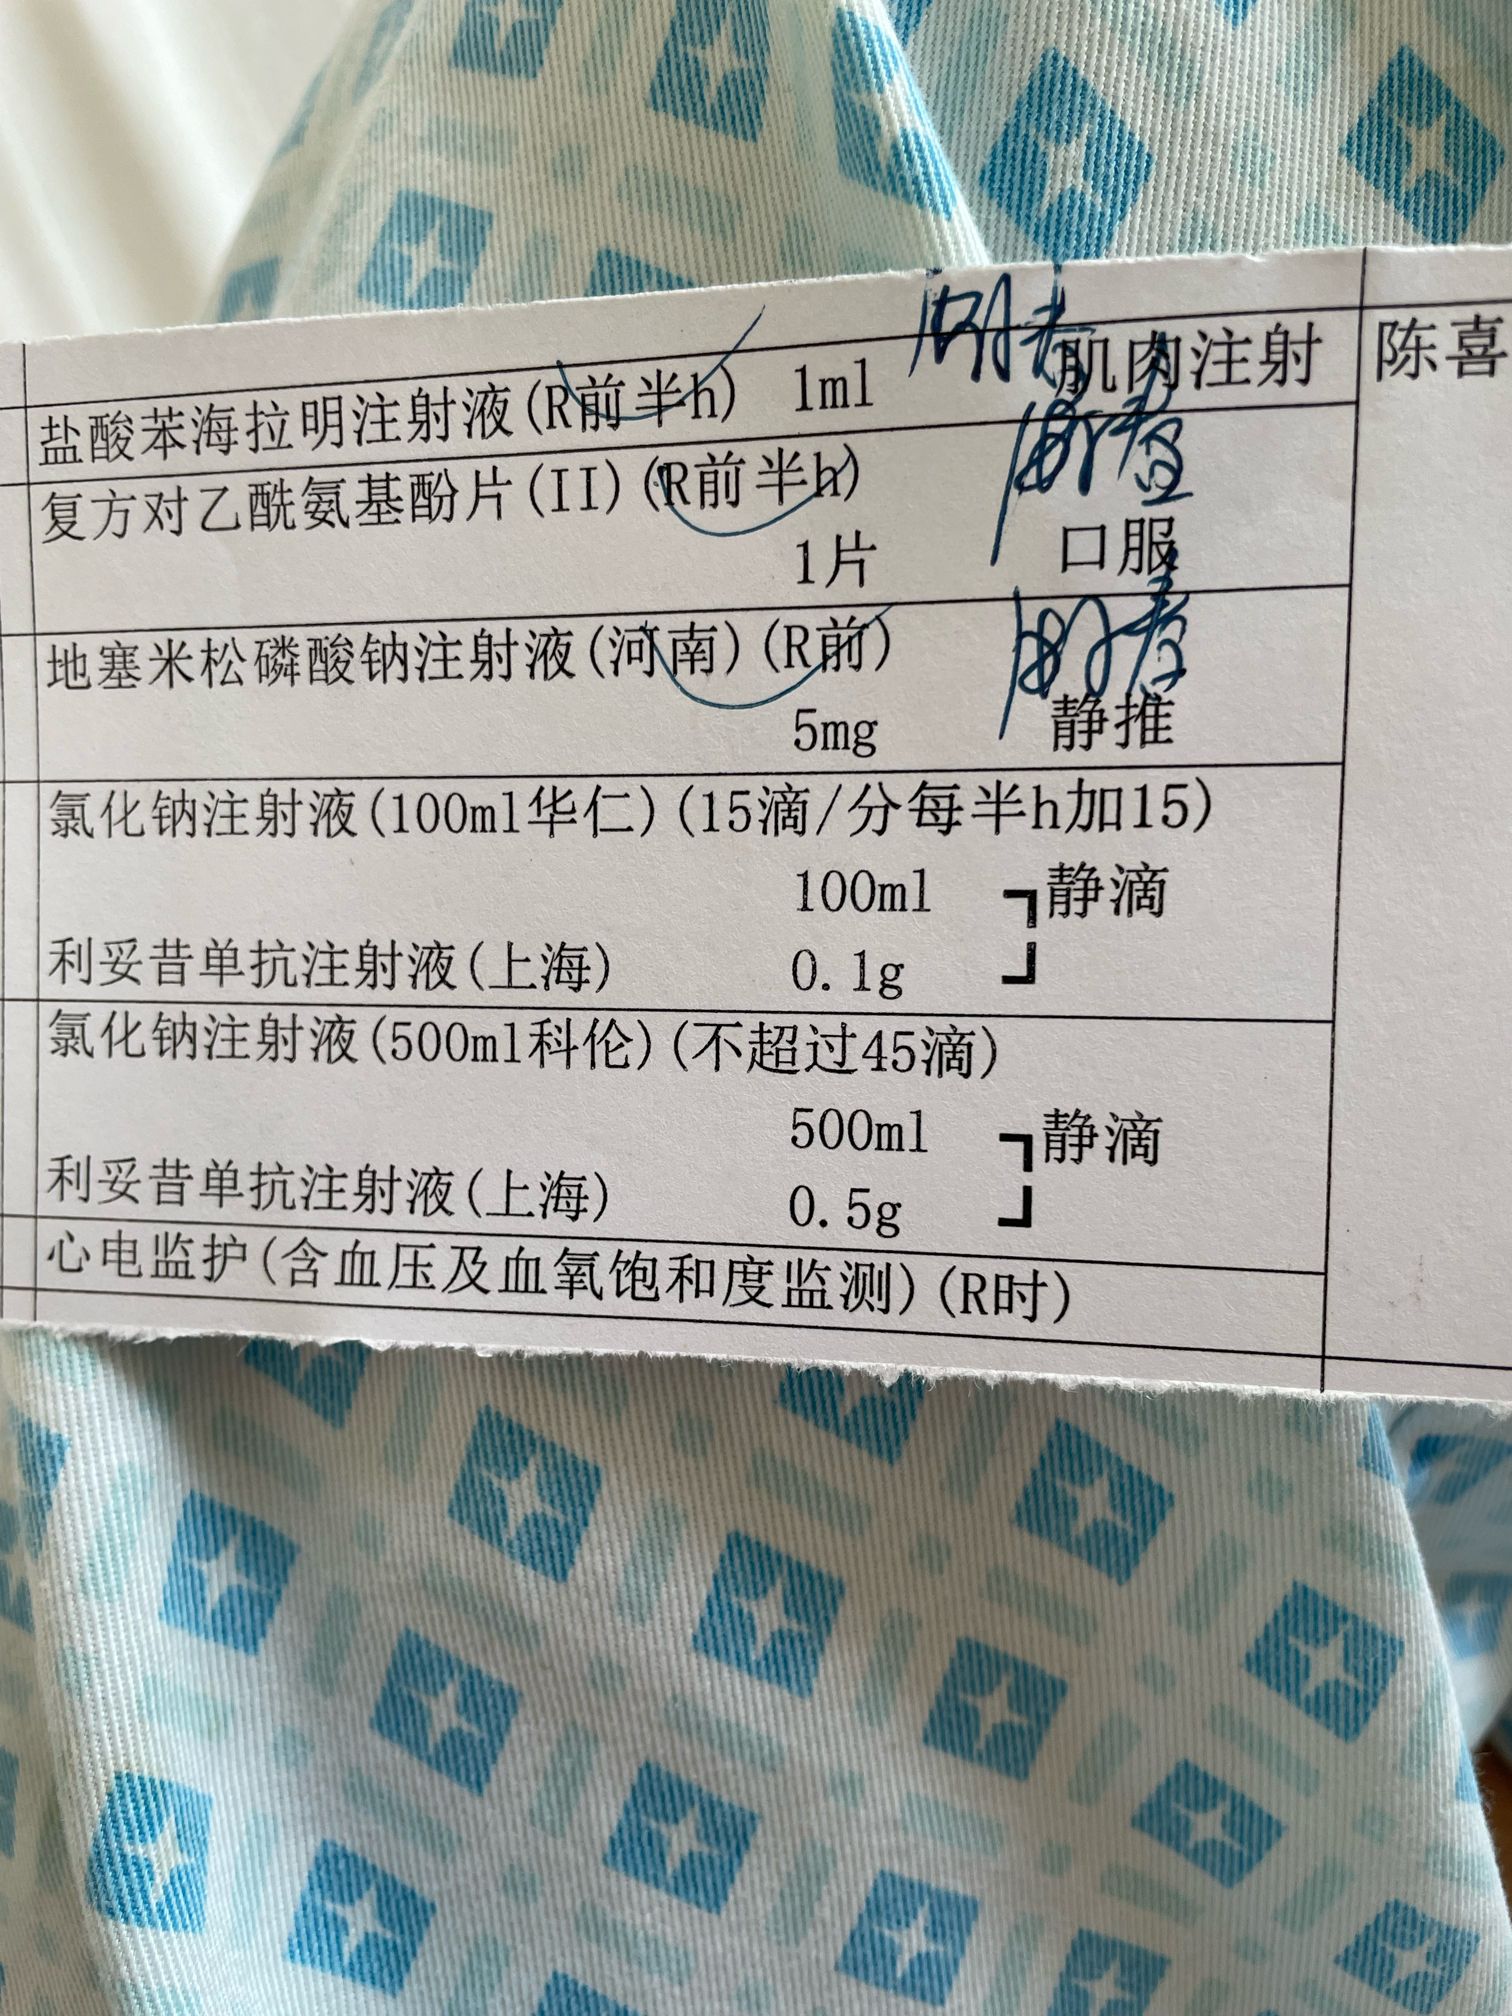 盐酸苯海拉明注射液(R前半h) 1ml 肌肉注射 陈喜
复方对乙酰氨基酚片(II)(R前半h)
1片 口服
地塞米松磷酸钠注射液(河南)(R前)
5mg 静推
氯化钠注射液(100ml华仁)(15滴/分每半h加15)
100ml 静滴
利妥昔单抗注射液(上海) 0.1g
氯化钠注射液(500ml科伦)(不超过45滴)
500ml 静滴
利妥昔单抗注射液(上海) 0.5g
心电监护(含血压及血氧饱和度监测)(R时)